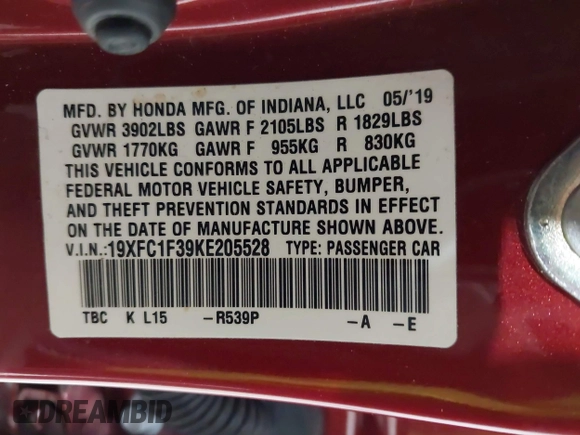 MFD. BY HONDA MFG. OF INDIANA, LLC 05/'19
GVWR 3902LBS GAWR F 2105LBS R 1829LBS
GVWR 1770KG GAWR F 955KG R 830KG
THIS VEHICLE CONFORMS TO ALL APPLICABLE
FEDERAL MOTOR VEHICLE SAFETY, BUMPER,
AND THEFT PREVENTION STANDARDS IN EFFECT
ON THE DATE OF MANUFACTURE SHOWN ABOVE.
V.I.N.:19XFC1F39KE205528 TYPE: PASSENGER CAR
TBC K L15 -R539P -A -E
DREAMBID